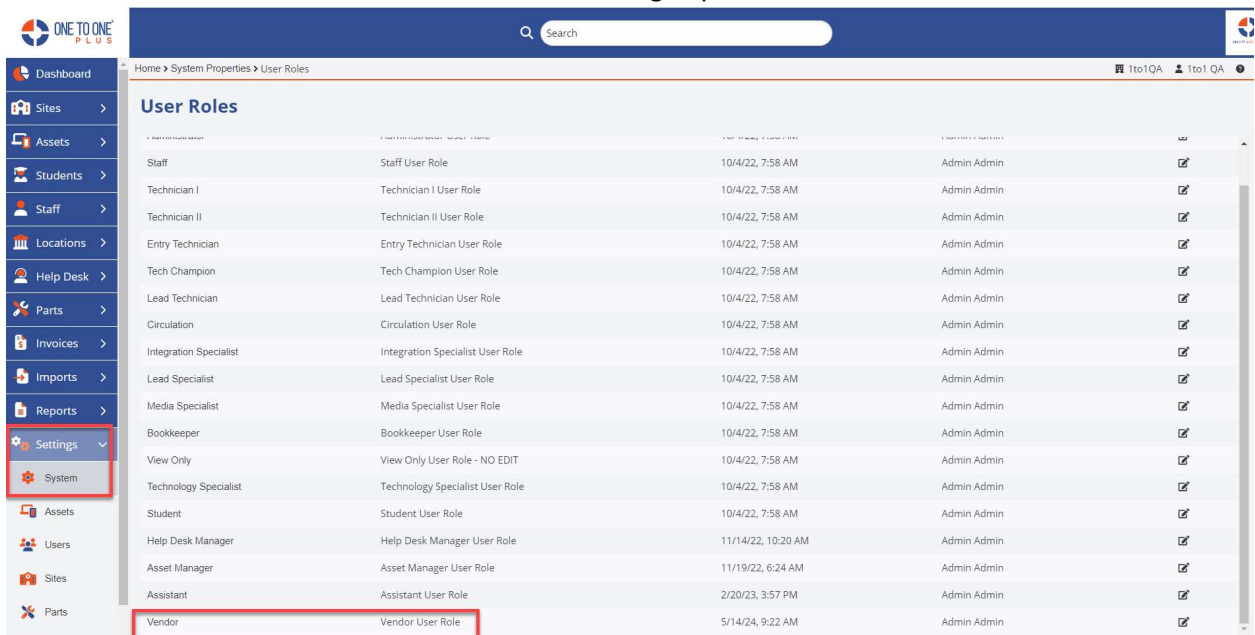 ONE TO ONE
PLUS
Search
Dashboard
Home > System Properties > User Roles
1to1QA 1to1 QA
Sites >
User Roles
Assets >
Administrator Administrator User Role 10/4/22, 7:58 AM Admin Admin
Staff Staff User Role 10/4/22, 7:58 AM Admin Admin
Students >
Technician I Technician I User Role 10/4/22, 7:58 AM Admin Admin
Staff >
Technician II Technician II User Role 10/4/22, 7:58 AM Admin Admin
Locations >
Entry Technician Entry Technician User Role 10/4/22, 7:58 AM Admin Admin
Help Desk >
Tech Champion Tech Champion User Role 10/4/22, 7:58 AM Admin Admin
Lead Technician Lead Technician User Role 10/4/22, 7:58 AM Admin Admin
Parts >
Circulation Circulation User Role 10/4/22, 7:58 AM Admin Admin
Invoices >
Integration Specialist Integration Specialist User Role 10/4/22, 7:58 AM Admin Admin
Imports >
Lead Specialist Lead Specialist User Role 10/4/22, 7:58 AM Admin Admin
Reports >
Media Specialist Media Specialist User Role 10/4/22, 7:58 AM Admin Admin
Bookkeeper Bookkeeper User Role 10/4/22, 7:58 AM Admin Admin
Settings
View Only View Only User Role - NO EDIT 10/4/22, 7:58 AM Admin Admin
System
Technology Specialist Technology Specialist User Role 10/4/22, 7:58 AM Admin Admin
Assets
Student Student User Role 10/4/22, 7:58 AM Admin Admin
Users
Help Desk Manager Help Desk Manager User Role 11/14/22, 10:20 AM Admin Admin
Asset Manager Asset Manager User Role 11/19/22, 6:24 AM Admin Admin
Sites
Assistant Assistant User Role 2/20/23, 3:57 PM Admin Admin
Parts
Vendor Vendor User Role 5/14/24, 9:22 AM Admin Admin